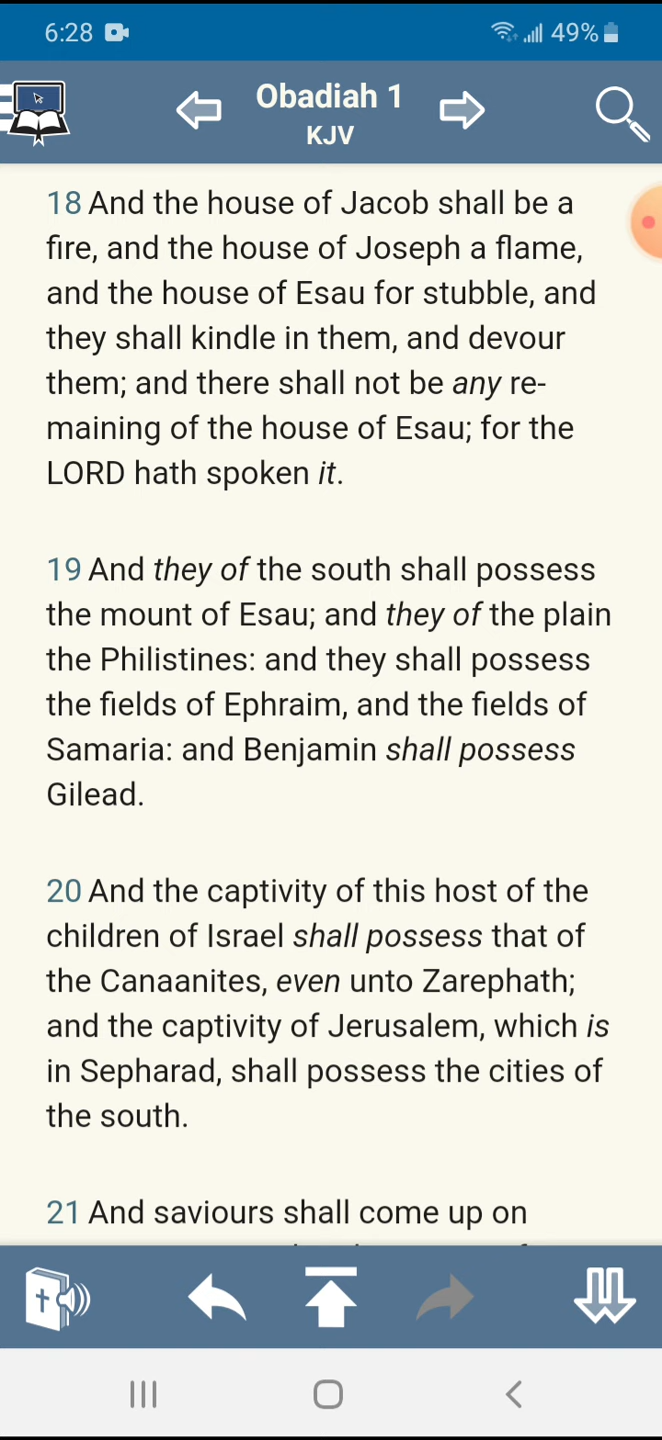 6:28
49%
Obadiah 1
KJV
18 And the house of Jacob shall be a
fire, and the house of Joseph a flame,
and the house of Esau for stubble, and
they shall kindle in them, and devour
them; and there shall not be any re-
maining of the house of Esau; for the
LORD hath spoken it.
19 And they of the south shall possess
the mount of Esau; and they of the plain
the Philistines: and they shall possess
the fields of Ephraim, and the fields of
Samaria: and Benjamin shall possess
Gilead.
20 And the captivity of this host of the
children of Israel shall possess that of
the Canaanites, even unto Zarephath;
and the captivity of Jerusalem, which is
in Sepharad, shall possess the cities of
the south.
21 And saviours shall come up on